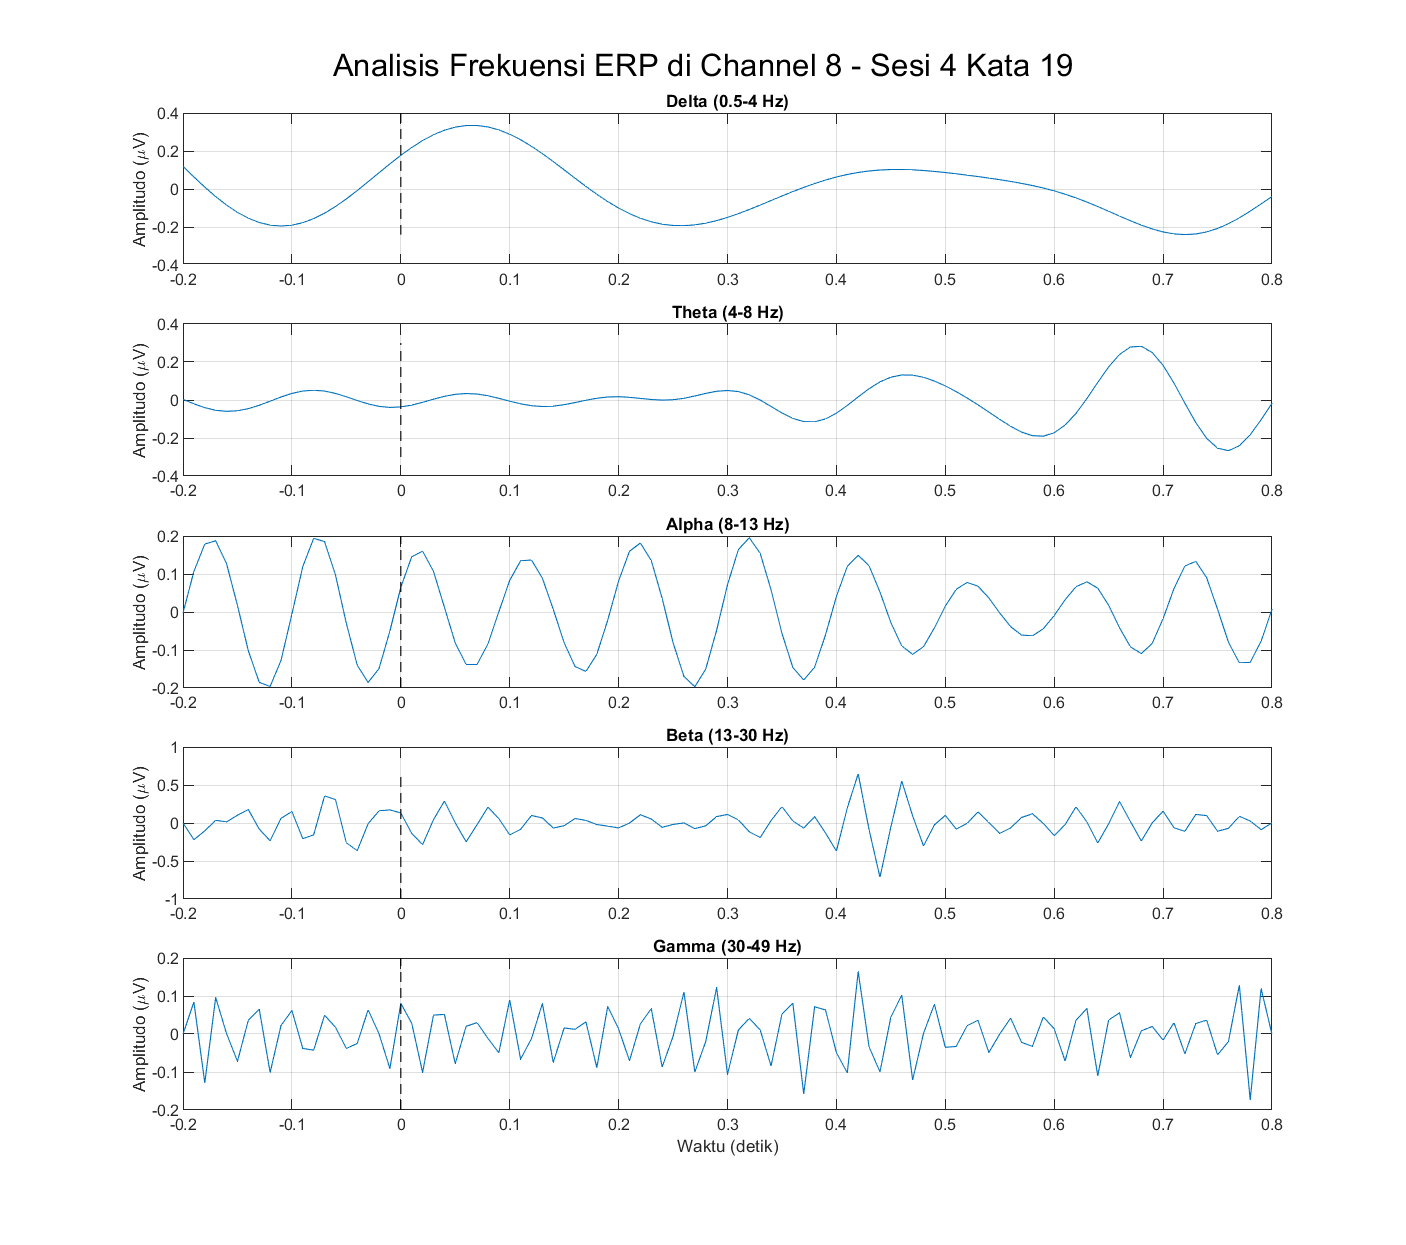 Analisis Frekuensi ERP di Channel 8 - Sesi 4 Kata 19
Delta (0.5-4 Hz)
Amplitudo (μV)
0.4
0.2
0
-0.2
-0.4
-0.2 -0.1 0 0.1 0.2 0.3 0.4 0.5 0.6 0.7 0.8
Theta (4-8 Hz)
Amplitudo (μV)
0.4
0.2
0
-0.2
-0.4
-0.2 -0.1 0 0.1 0.2 0.3 0.4 0.5 0.6 0.7 0.8
Alpha (8-13 Hz)
Amplitudo (μV)
0.2
0.1
0
-0.1
-0.2
-0.2 -0.1 0 0.1 0.2 0.3 0.4 0.5 0.6 0.7 0.8
Beta (13-30 Hz)
Amplitudo (μV)
1
0.5
0
-0.5
-1
-0.2 -0.1 0 0.1 0.2 0.3 0.4 0.5 0.6 0.7 0.8
Gamma (30-49 Hz)
Amplitudo (μV)
0.2
0.1
0
-0.1
-0.2
-0.2 -0.1 0 0.1 0.2 0.3 0.4 0.5 0.6 0.7 0.8
Waktu (detik)